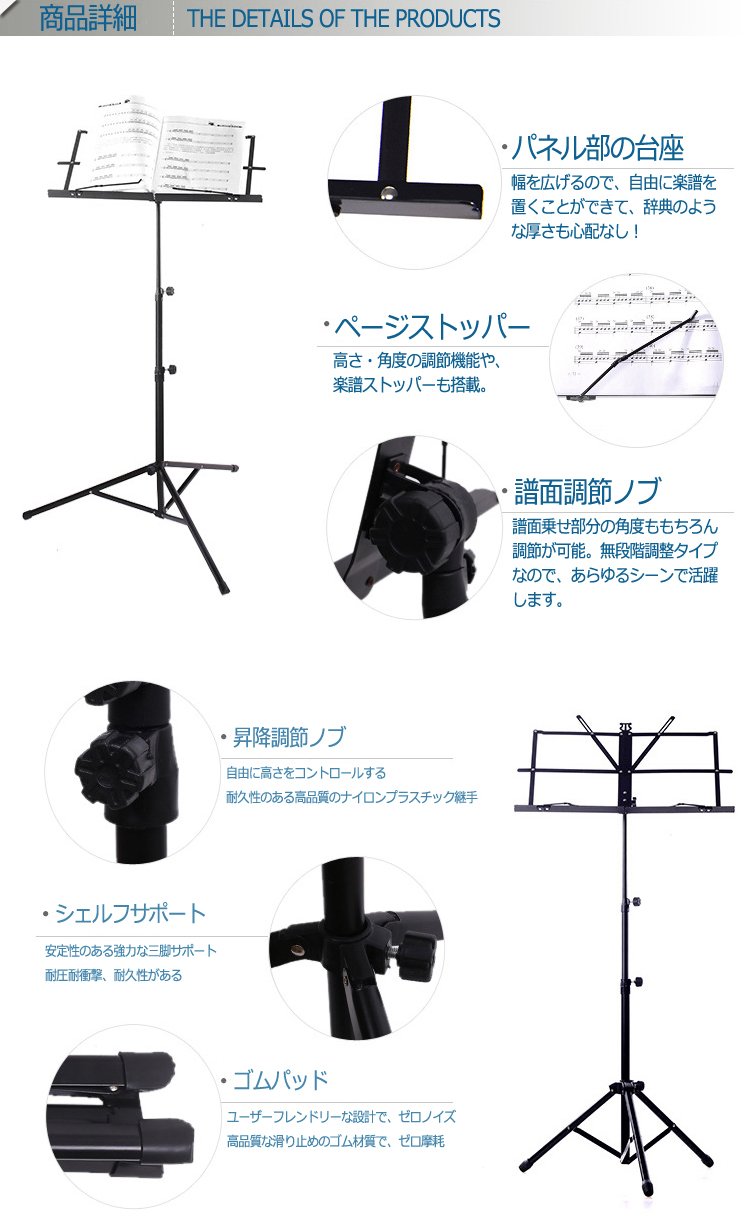 商品詳細 THE DETAILS OF THE PRODUCTS
・パネル部の台座
幅を広げるので、自由に楽譜を
置くことができて、辞典のよう
な厚さも心配なし！
・ページストッパー
高さ・角度の調節機能や、
楽譜ストッパーも搭載。
・譜面調節ノブ
譜面乗せ部分の角度ももちろん
調節が可能。無段階調整タイプ
なので、あらゆるシーンで活躍
します。
・昇降調節ノブ
自由に高さをコントロールする
耐久性のある高品質のナイロンプラスチック継手
・シェルフサポート
安定性のある強力な三脚サポート
耐圧耐衝撃、耐久性がある
・ゴムパッド
ユーザーフレンドリーな設計で、ゼロノイズ
高品質な滑り止めのゴム材質で、ゼロ摩耗